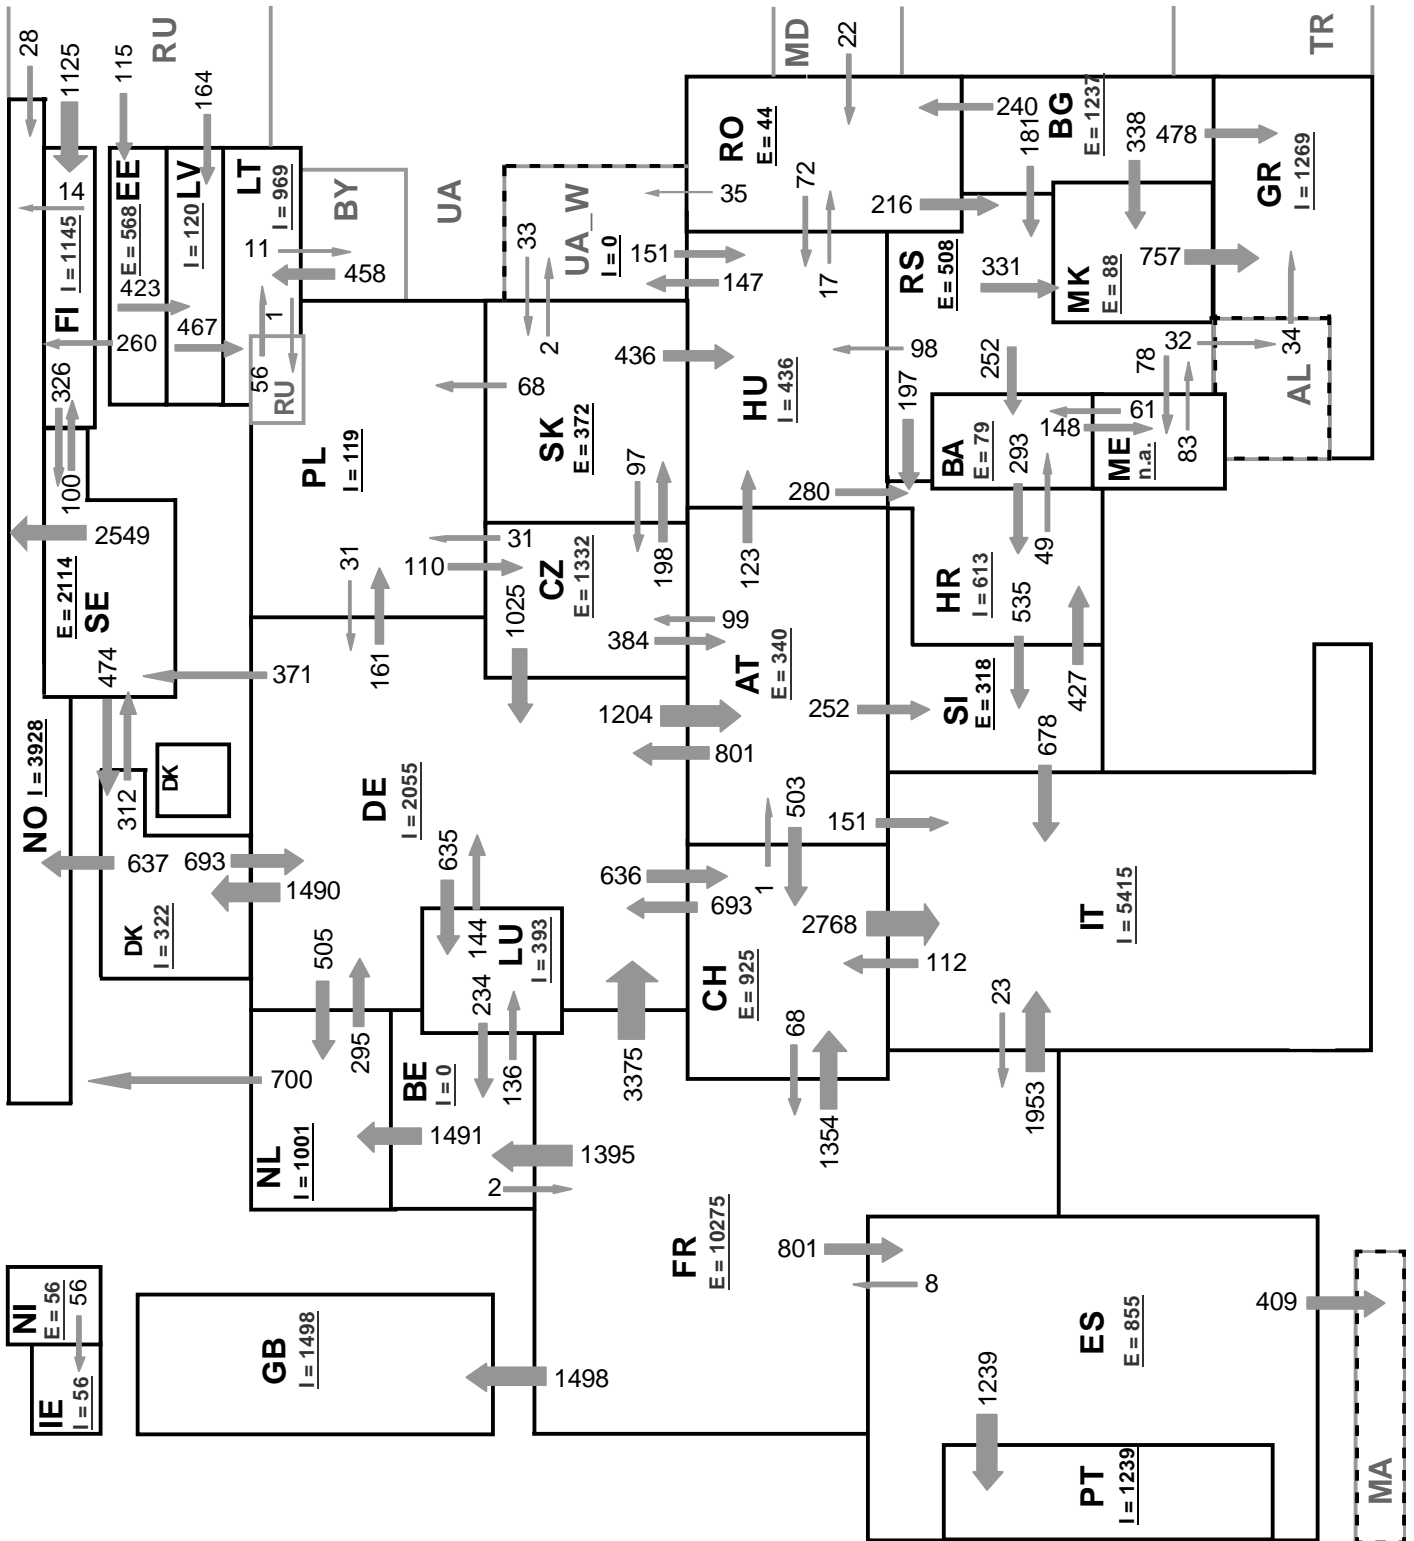 28
1125
115
RU
164
MD
22
TR
14
FI
I = 1145
EE
E = 568
LV
I = 120
LT
I = 969
BY
UA
UA_W
I = 0
RO
E = 44
240
1810
BG
E = 1237
338
478
GR
I = 1269
11
458
423
467
260
326
100
1
56
RU
33
2
35
72
17
151
147
216
RS
E = 508
331
MK
E = 88
757
32
34
AL
78
83
61
148
ME
n.a.
BA
E = 79
293
49
252
197
98
436
HU
I = 436
68
SK
E = 372
97
198
PL
I = 119
31
110
31
161
CZ
E = 1332
1025
384
99
123
280
HR
I = 613
535
427
2549
SE
E = 2114
474
312
371
NO
I = 3928
DK
637
693
1490
DK
I = 322
DE
I = 2055
1204
801
AT
E = 340
252
SI
E = 318
678
503
151
1
636
693
CH
E = 925
2768
112
68
1354
IT
I = 5415
23
1953
635
144
LU
I = 393
234
136
505
295
700
BE
I = 0
NL
I = 1001
1491
1395
2
3375
FR
E = 10275
801
8
NI
E = 56
56
IE
I = 56
GB
I = 1498
1498
ES
E = 855
409
1239
PT
I = 1239
MA